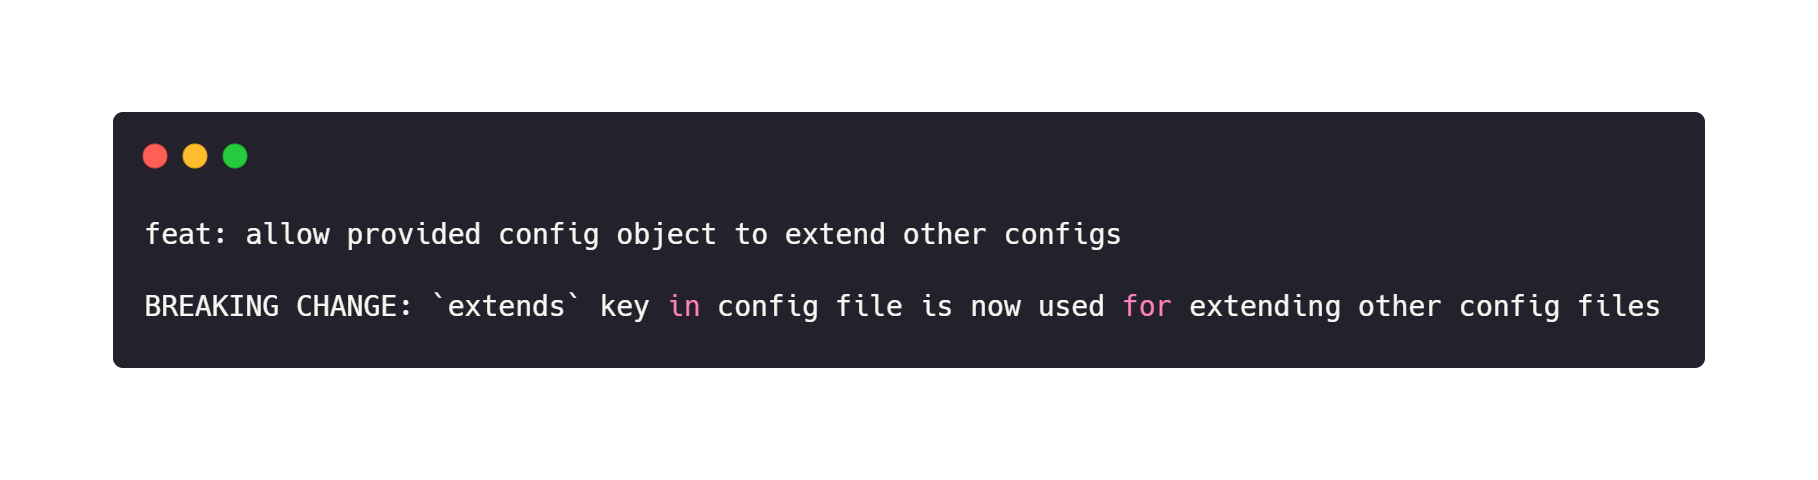 feat: allow provided config object to extend other configs
BREAKING CHANGE: `extends` key in config file is now used for extending other config files